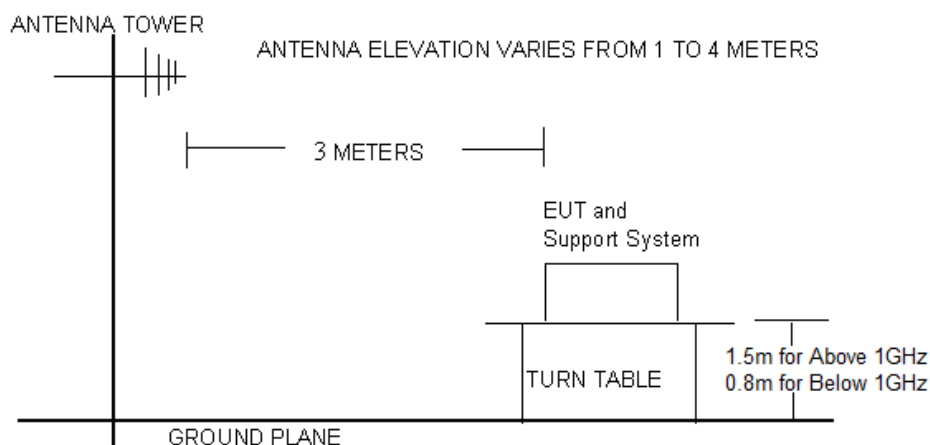 ANTENNA TOWER
ANTENNA ELEVATION VARIES FROM 1 TO 4 METERS
3 METERS
EUT and
Support System
1.5m for Above 1GHz
TURN TABLE
0.8m for Below 1GHz
GROUND PLANE